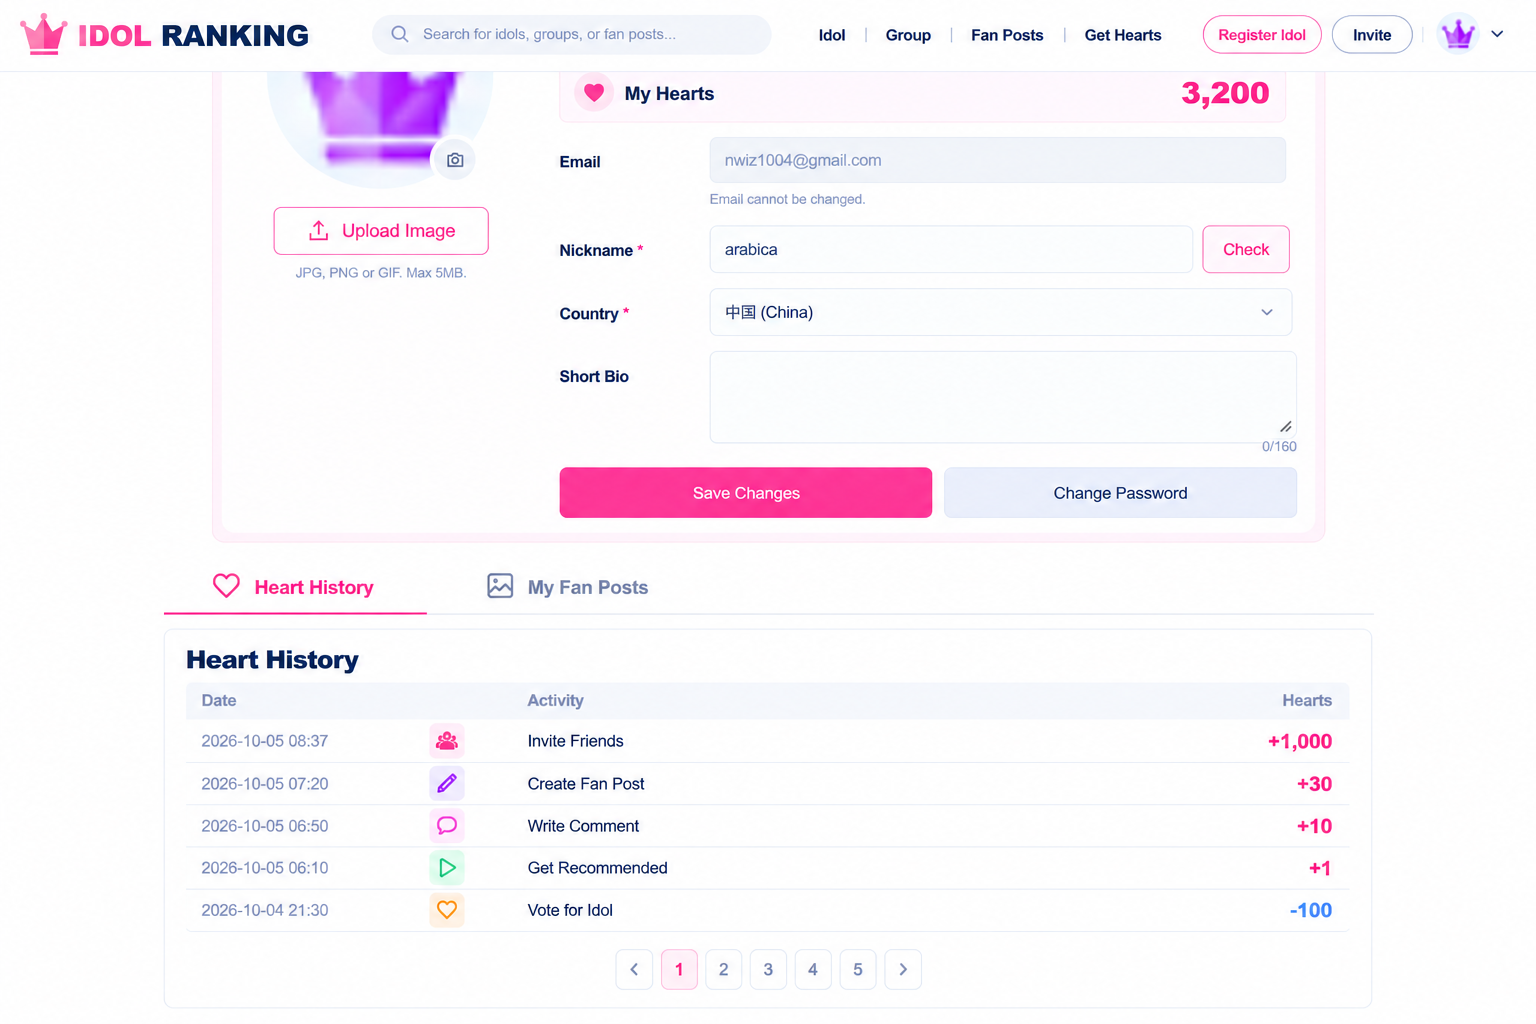 IDOL RANKING
Search for idols, groups, or fan posts...
Idol
Group
Fan Posts
Get Hearts
Register Idol
Invite
My Hearts
3,200
Email
nwiz1004@gmail.com
Email cannot be changed.
Upload Image
JPG, PNG or GIF. Max 5MB.
Nickname *
arabica
Check
Country *
中国 (China)
Short Bio
0/160
Save Changes
Change Password
Heart History
My Fan Posts
Heart History
Date Activity Hearts
2026-10-05 08:37 Invite Friends +1,000
2026-10-05 07:20 Create Fan Post +30
2026-10-05 06:50 Write Comment +10
2026-10-05 06:10 Get Recommended +1
2026-10-04 21:30 Vote for Idol -100
1 2 3 4 5